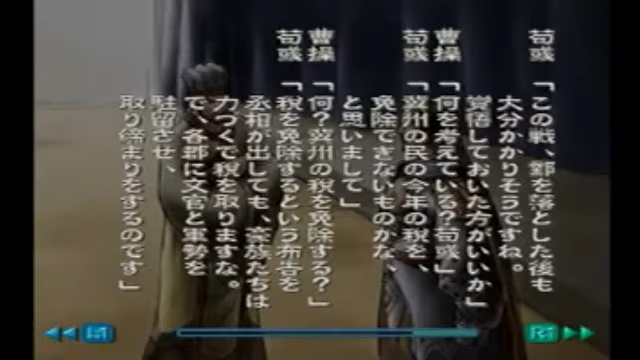 荀彧「この戦、鄴を落とした後も
大分かかりそうですね。
覚悟しておいた方がいいか」
曹操「何を考えている?荀彧」
荀彧「冀州の民の今年の税を、
免除できないものかな、
と思いまして」
曹操「何?冀州の税を免除する?」
荀彧「税を免除するという布告を
丞相が出しても、豪族たちは
力づくで税を取りますな。
で、各郡に文官と軍勢を
駐留させ、
取り締まりをするのです」
L1
R1